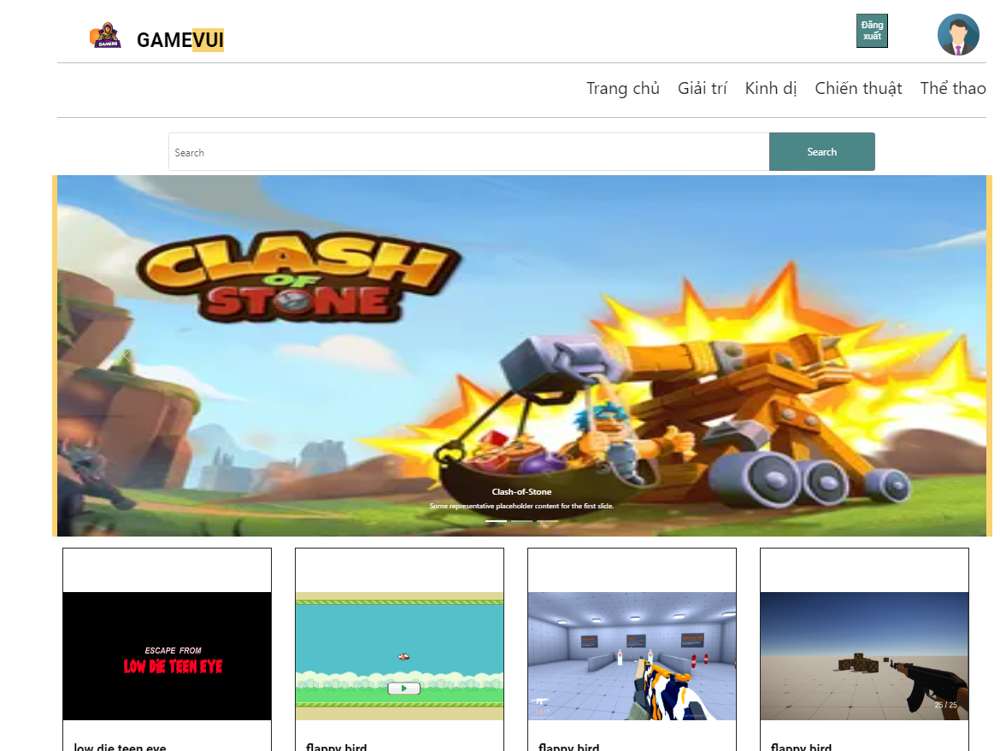 GAMERS
GAMEVUI
Đăng
xuất
Trang chủ Giải trí Kinh dị Chiến thuật Thể thao
Search
Search
CLASH
OF
STONE
Clash-of-Stone
Some representative placeholder content for the first slide.
ESCAPE FROM
LOW DIE TEEN EYE
25 / 25
low die teen eye
flappy bird
flappy bird
flappy bird